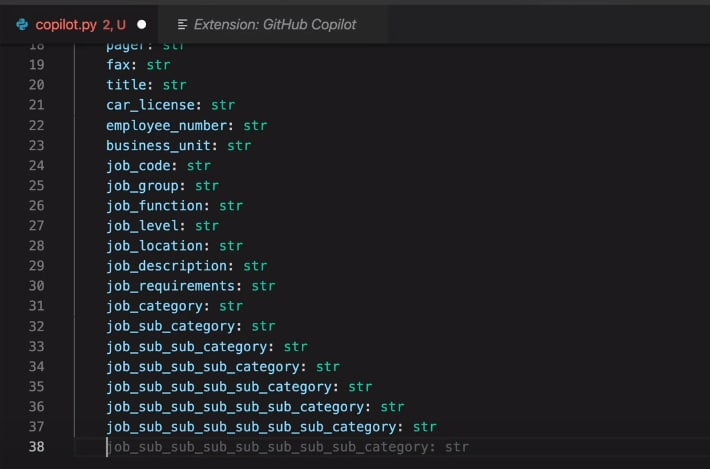 copilot.py 2, U
Extension: GitHub Copilot
18 pager: str
19 fax: str
20 title: str
21 car_license: str
22 employee_number: str
23 business_unit: str
24 job_code: str
25 job_group: str
26 job_function: str
27 job_level: str
28 job_location: str
29 job_description: str
30 job_requirements: str
31 job_category: str
32 job_sub_category: str
33 job_sub_sub_category: str
34 job_sub_sub_sub_category: str
35 job_sub_sub_sub_sub_category: str
36 job_sub_sub_sub_sub_sub_category: str
37 job_sub_sub_sub_sub_sub_sub_category: str
38 job_sub_sub_sub_sub_sub_sub_sub_category: str